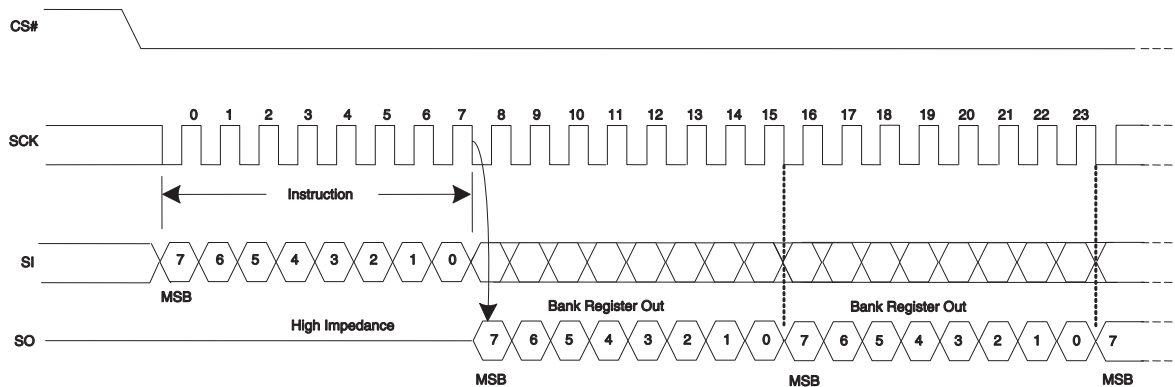 CS#
0 1 2 3 4 5 6 7 8 9 10 11 12 13 14 15 16 17 18 19 20 21 22 23
SCK
Instruction
SI 7 6 5 4 3 2 1 0
MSB
Bank Register Out Bank Register Out
High Impedance
SO 7 6 5 4 3 2 1 0 7 6 5 4 3 2 1 0 7
MSB MSB MSB